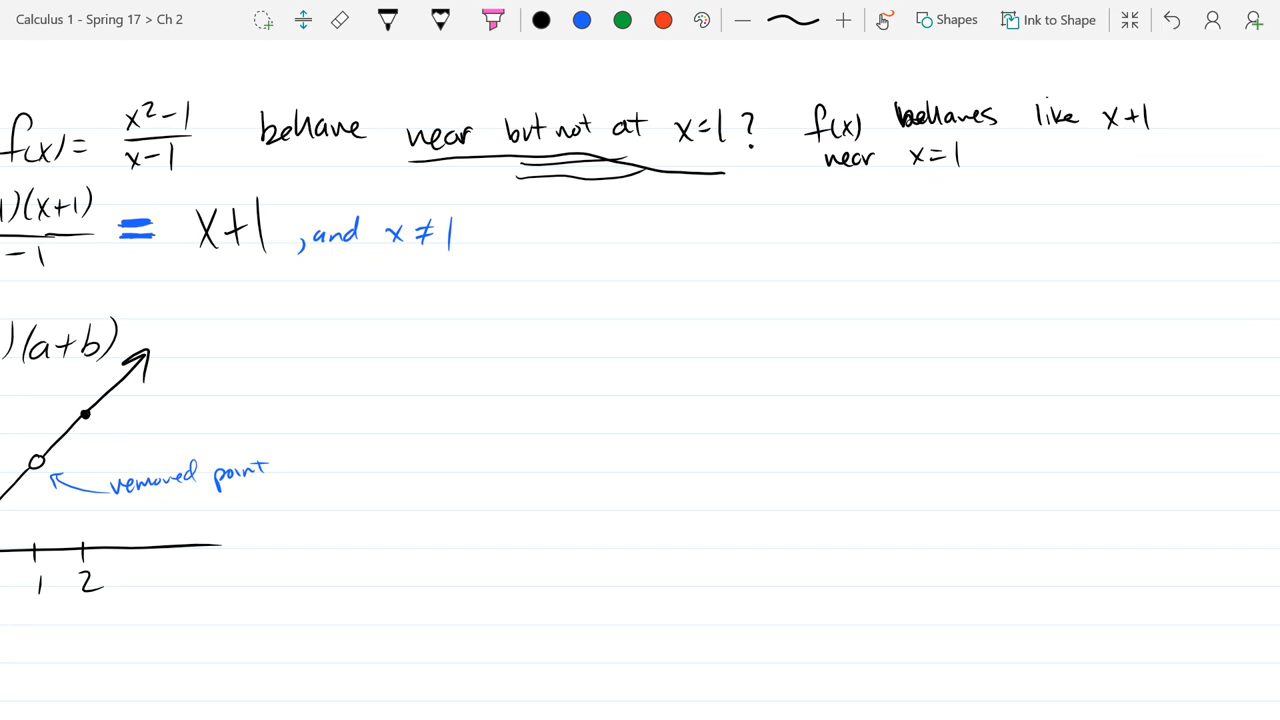 Calculus 1 - Spring 17 > Ch 2
Shapes
Ink to Shape
f(x) = x² - 1 / x - 1 behave near but not at x=1 ? f(x) behaves like x+1
near x=1
1)(x+1) / -1 = x+1 , and x ≠ 1
)(a+b)
removed point
1 2